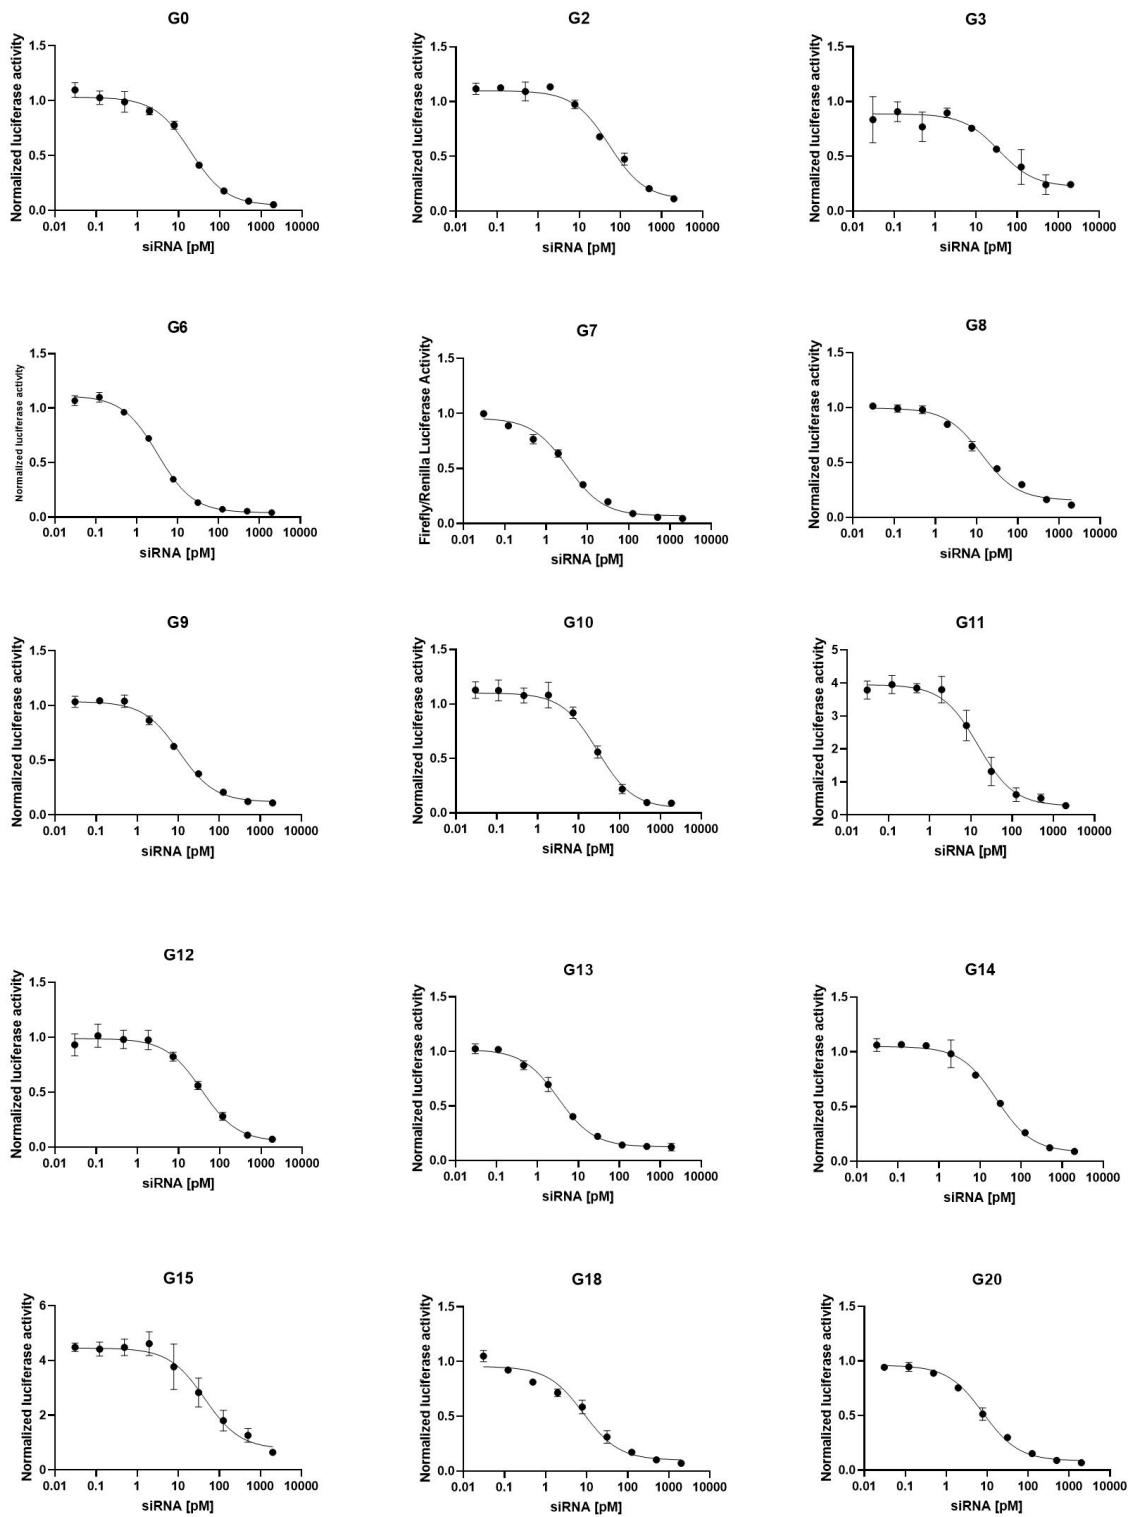 G0
Normalized luciferase activity
1.5
1.0
0.5
0.0
0.01 0.1 1 10 100 1000 10000
siRNA [pM]
G2
Normalized luciferase activity
1.5
1.0
0.5
0.0
0.01 0.1 1 10 100 1000 10000
siRNA [pM]
G3
Normalized luciferase activity
1.5
1.0
0.5
0.0
0.01 0.1 1 10 100 1000 10000
siRNA [pM]
G6
Normalized luciferase activity
1.5
1.0
0.5
0.0
0.01 0.1 1 10 100 1000 10000
siRNA [pM]
G7
Firefly/Renilla Luciferase Activity
1.5
1.0
0.5
0.0
0.01 0.1 1 10 100 1000 10000
siRNA [pM]
G8
Normalized luciferase activity
1.5
1.0
0.5
0.0
0.01 0.1 1 10 100 1000 10000
siRNA [pM]
G9
Normalized luciferase activity
1.5
1.0
0.5
0.0
0.01 0.1 1 10 100 1000 10000
siRNA [pM]
G10
Normalized luciferase activity
1.5
1.0
0.5
0.0
0.01 0.1 1 10 100 1000 10000
siRNA [pM]
G11
Normalized luciferase activity
5
4
3
2
1
0
0.01 0.1 1 10 100 1000 10000
siRNA [pM]
G12
Normalized luciferase activity
1.5
1.0
0.5
0.0
0.01 0.1 1 10 100 1000 10000
siRNA [pM]
G13
Normalized luciferase activity
1.5
1.0
0.5
0.0
0.01 0.1 1 10 100 1000 10000
siRNA [pM]
G14
Normalized luciferase activity
1.5
1.0
0.5
0.0
0.01 0.1 1 10 100 1000 10000
siRNA [pM]
G15
Normalized luciferase activity
6
4
2
0
0.01 0.1 1 10 100 1000 10000
siRNA [pM]
G18
Normalized luciferase activity
1.5
1.0
0.5
0.0
0.01 0.1 1 10 100 1000 10000
siRNA [pM]
G20
Normalized luciferase activity
1.5
1.0
0.5
0.0
0.01 0.1 1 10 100 1000 10000
siRNA [pM]